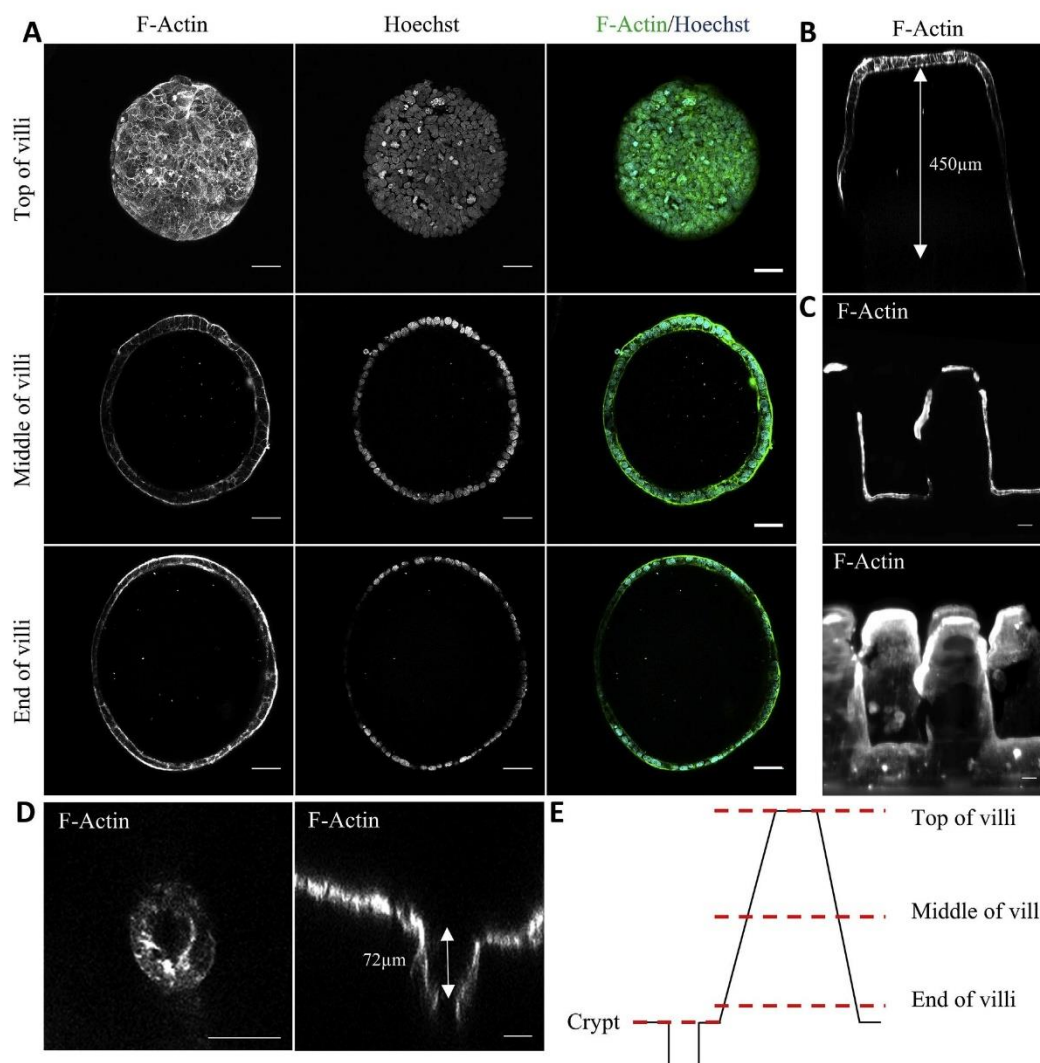 A
F-Actin
Hoechst
F-Actin/Hoechst
B
F-Actin
Top of villi
450µm
Middle of villi
C
F-Actin
End of villi
F-Actin
D
F-Actin
F-Actin
72µm
E
Top of villi
Middle of vill
End of villi
Crypt